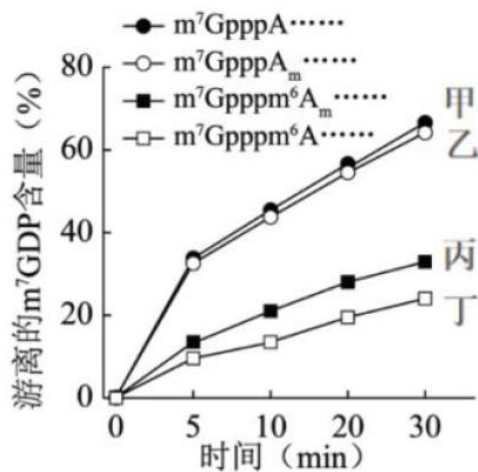 m⁷GpppA……
m⁷GpppAₘ……
m⁷Gpppm⁶Aₘ……
m⁷Gpppm⁶A……
游离的m⁷GDP含量（%）
80
60
40
20
0
甲
乙
丙
丁
0 5 10 20 30
时间（min）